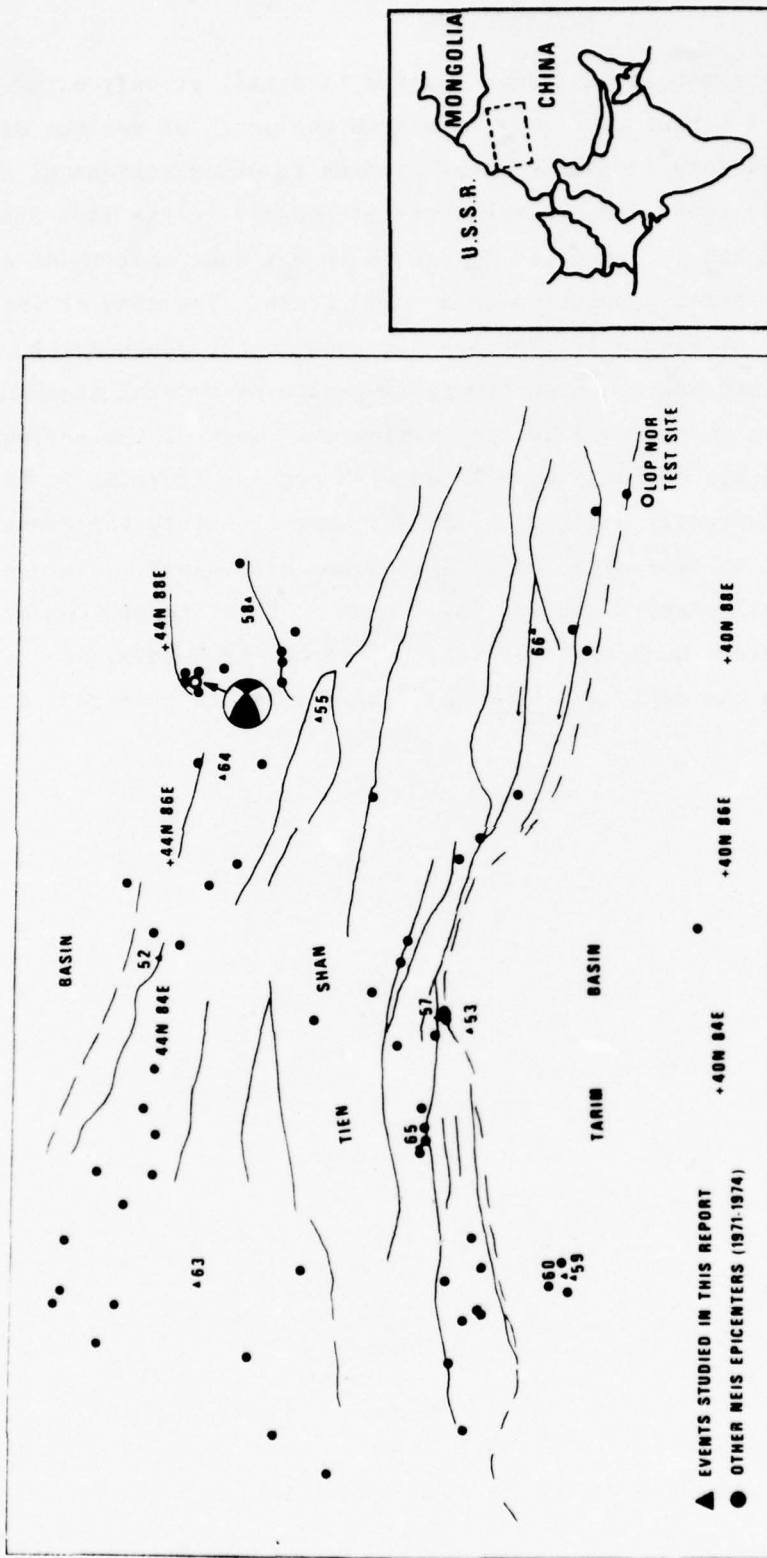 BASIN
52
44N 84E
+44N 86E
+44N 88E
63
64
58
55
TIEN SHAN
65
57
53
66
60
59
TARIM BASIN
LOP NOR
TEST SITE
+40N 84E
+40N 86E
+40N 88E
EVENTS STUDIED IN THIS REPORT
OTHER NEIS EPICENTERS (1971-1974)
U.S.S.R.
MONGOLIA
CHINA